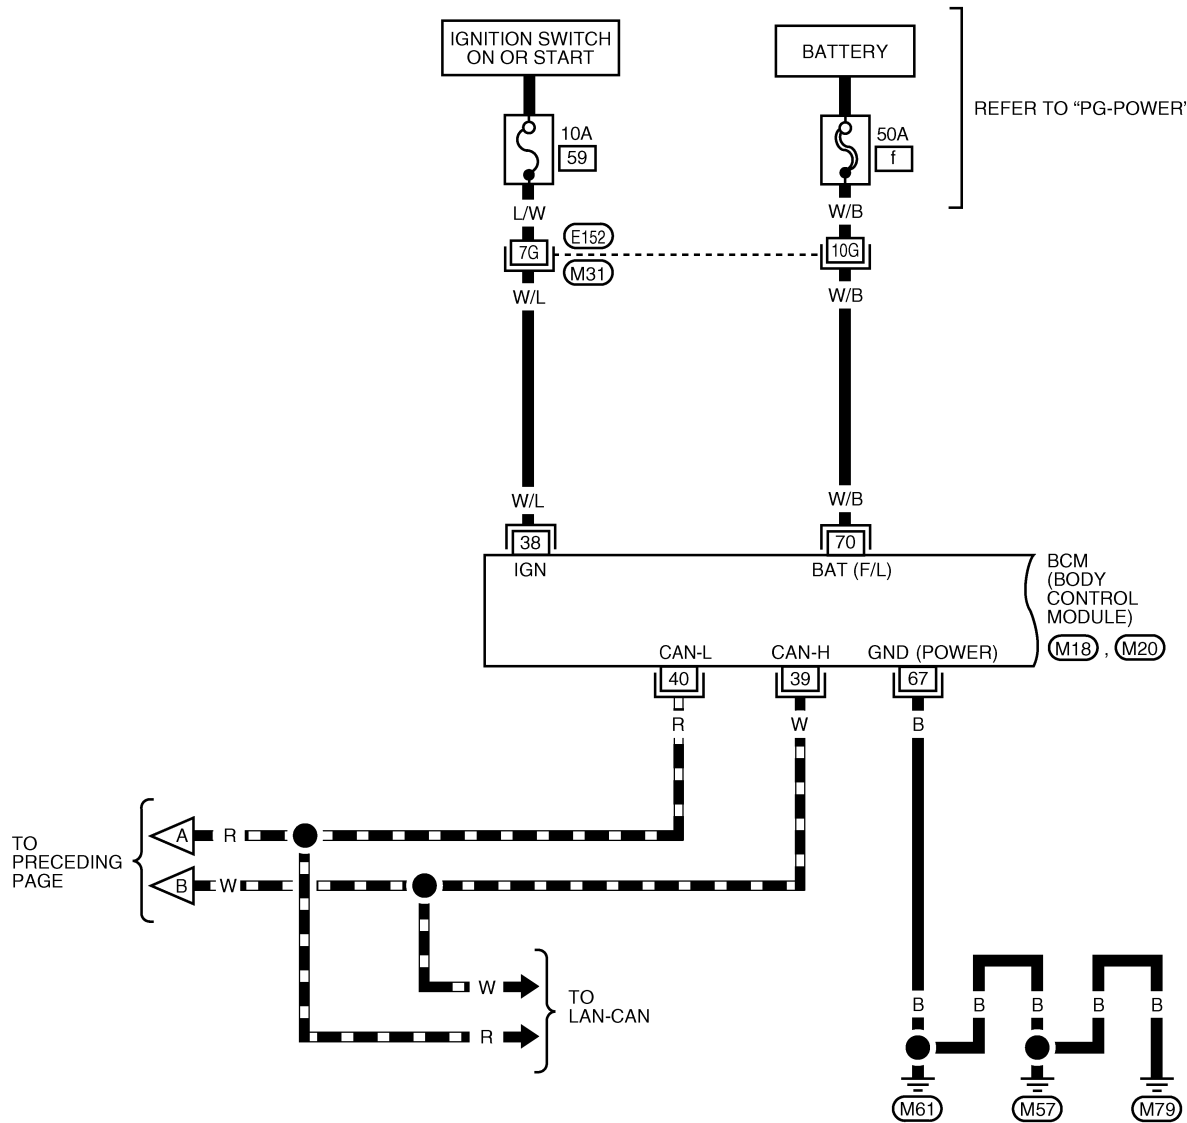 IGNITION SWITCH
ON OR START
BATTERY
REFER TO “PG-POWER”
10A
59
50A
f
L/W
W/B
7G
E152
M31
10G
W/L
W/B
W/L
W/B
38
70
IGN
BAT (F/L)
BCM
(BODY
CONTROL
MODULE)
M18 , M20
CAN-L
CAN-H
GND (POWER)
40
39
67
R
W
B
TO
PRECEDING
PAGE
A
R
B
W
W
R
TO
LAN-CAN
B
B
B
B
B
M61
M57
M79